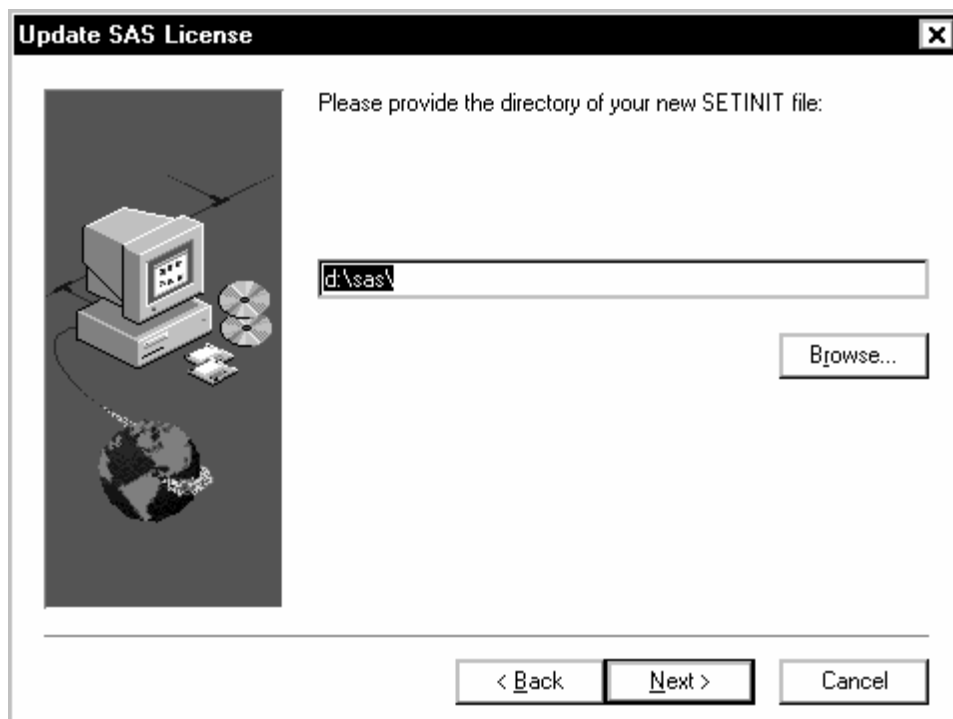 Update SAS License
Please provide the directory of your new SETINIT file:
d:\sas\
Browse...
< Back
Next >
Cancel